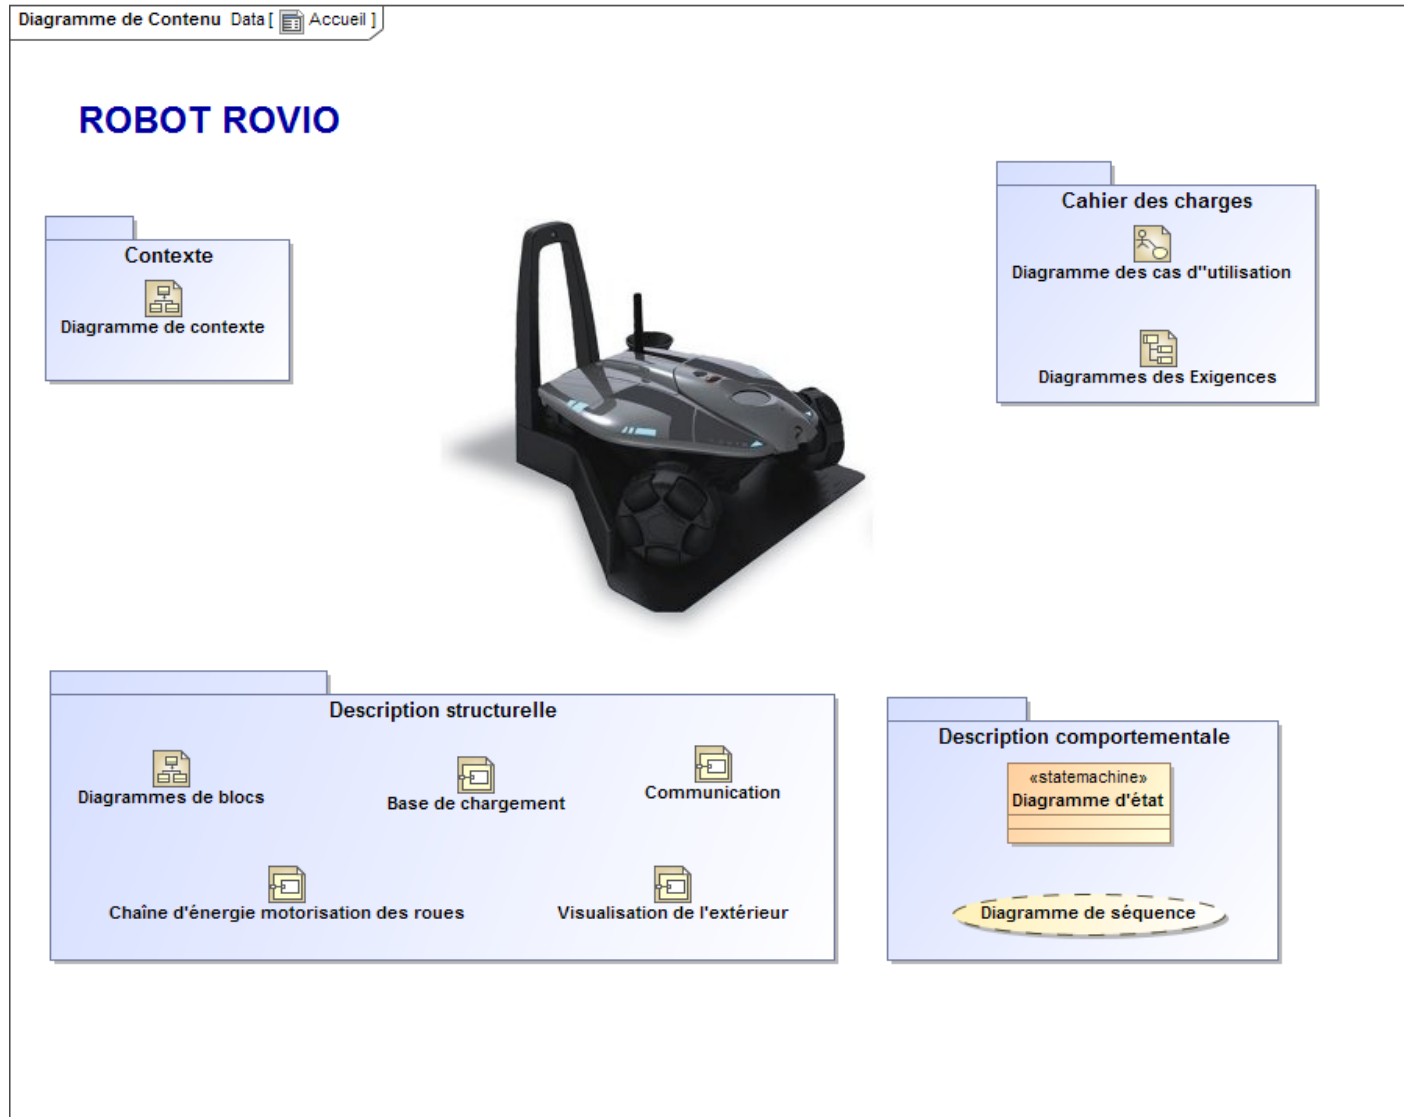 Diagramme de Contenu Data [ Accueil ]
ROBOT ROVIO
Contexte
Diagramme de contexte
Cahier des charges
Diagramme des cas d''utilisation
Diagrammes des Exigences
Description structurelle
Diagrammes de blocs
Base de chargement
Communication
Chaîne d'énergie motorisation des roues
Visualisation de l'extérieur
Description comportementale
«statemachine»
Diagramme d'état
Diagramme de séquence